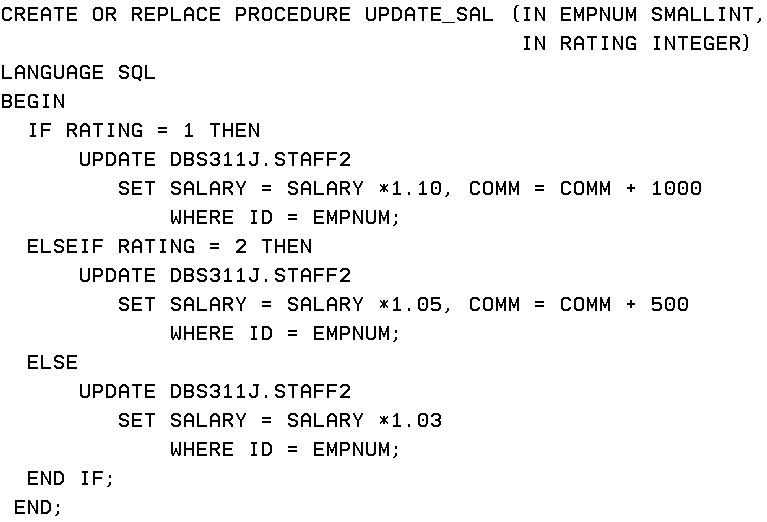 CREATE OR REPLACE PROCEDURE UPDATE_SAL (IN EMPNUM SMALLINT,
                                        IN RATING INTEGER)
LANGUAGE SQL
BEGIN
  IF RATING = 1 THEN
      UPDATE DBS311J.STAFF2
         SET SALARY = SALARY *1.10, COMM = COMM + 1000
             WHERE ID = EMPNUM;
  ELSEIF RATING = 2 THEN
      UPDATE DBS311J.STAFF2
         SET SALARY = SALARY *1.05, COMM = COMM + 500
             WHERE ID = EMPNUM;
  ELSE
      UPDATE DBS311J.STAFF2
         SET SALARY = SALARY *1.03
             WHERE ID = EMPNUM;
  END IF;
 END;